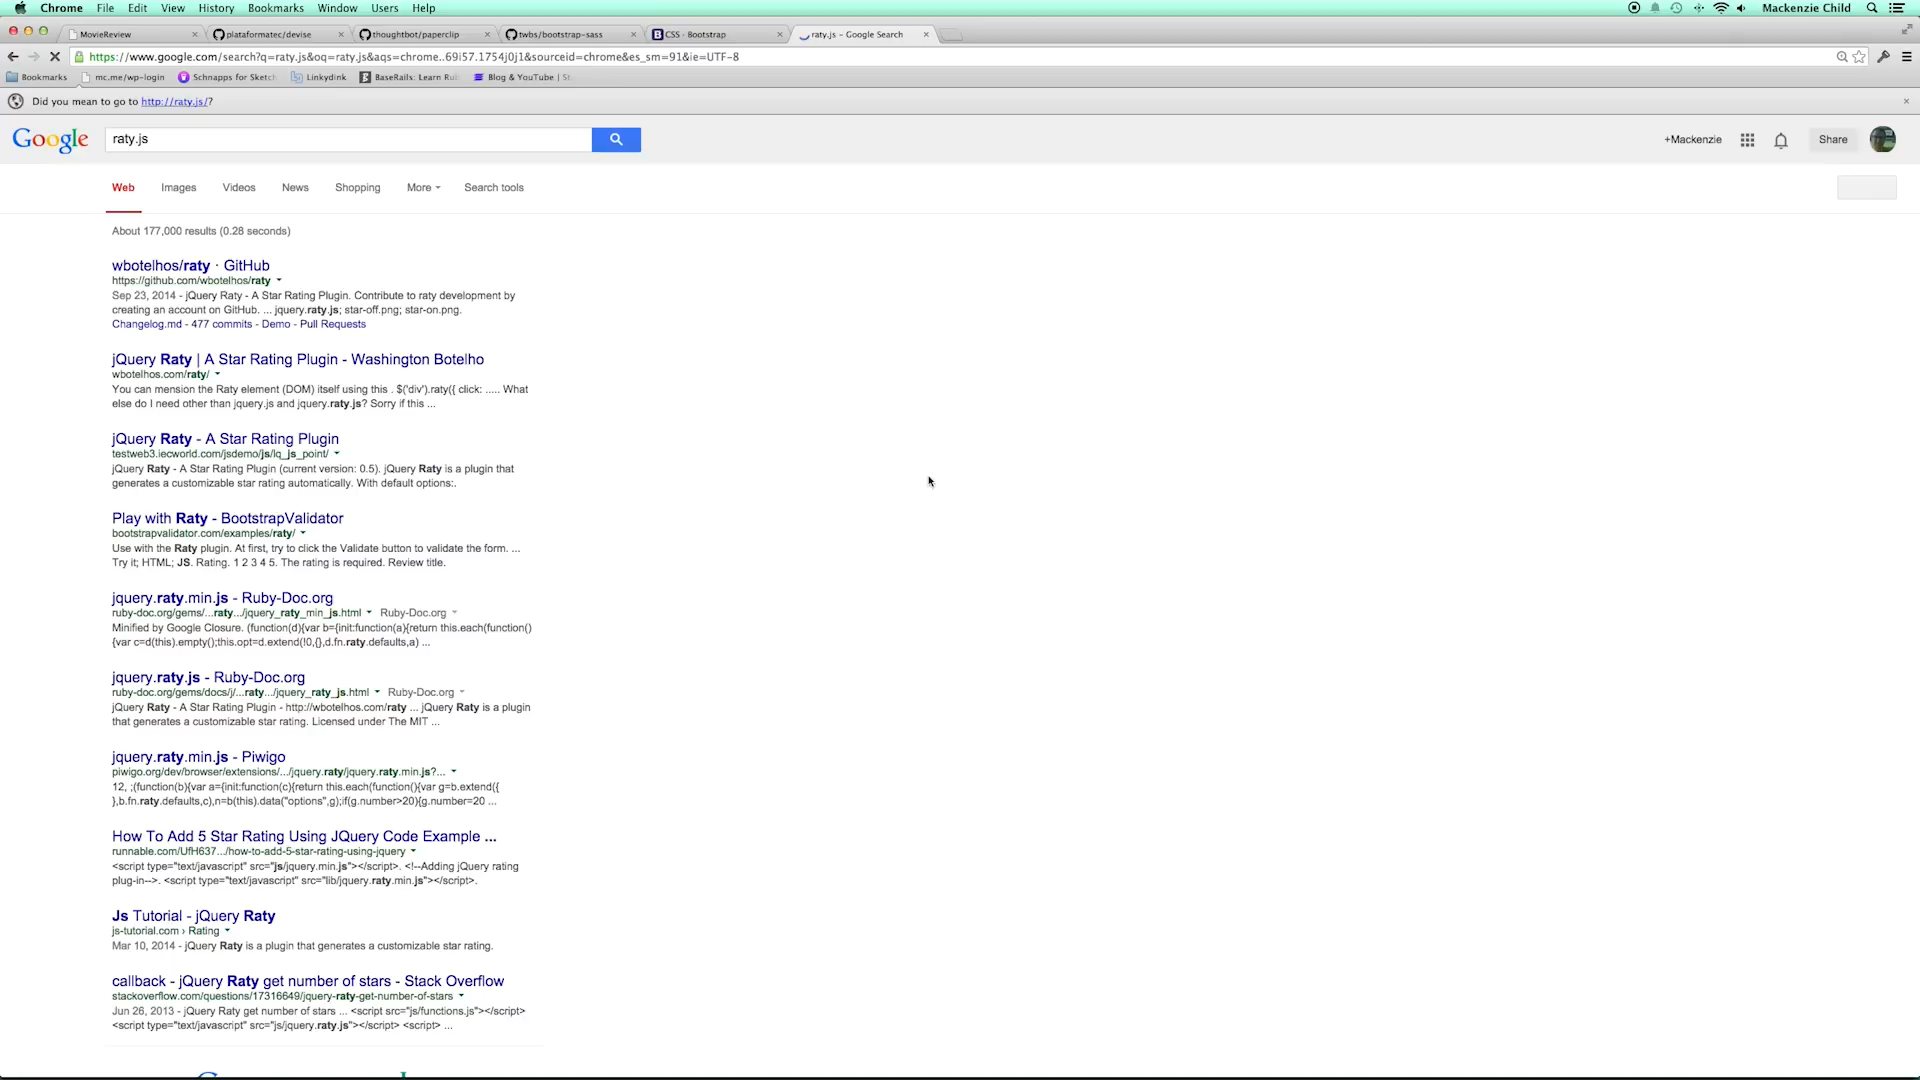 Chrome File Edit View History Bookmarks Window Users Help Mackenzie Child
MovieReview plataformatec/devise thoughtbot/paperclip twbs/bootstrap-sass CSS · Bootstrap raty.js - Google Search
https://www.google.com/search?q=raty.js&oq=raty.js&aqs=chrome..69i57.1754j0j1&sourceid=chrome&es_sm=91&ie=UTF-8
Bookmarks mc.me/wp-login Schnapps for Sketch Linkydink BaseRails: Learn Ru Blog & YouTube | St
Did you mean to go to http://raty.js/?
Google raty.js +Mackenzie Share
Web Images Videos News Shopping More Search tools
About 177,000 results (0.28 seconds)
wbotelhos/raty · GitHub
https://github.com/wbotelhos/raty
Sep 23, 2014 - jQuery Raty - A Star Rating Plugin. Contribute to raty development by
creating an account on GitHub. ... jquery.raty.js; star-off.png; star-on.png.
Changelog.md - 477 commits - Demo - Pull Requests
jQuery Raty | A Star Rating Plugin - Washington Botelho
wbotelhos.com/raty/
You can mension the Raty element (DOM) itself using this . $('div').raty({ click: ..... What
else do I need other than jquery.js and jquery.raty.js? Sorry if this ...
jQuery Raty - A Star Rating Plugin
testweb3.iecworld.com/jsdemo/js/lq_js_point/
jQuery Raty - A Star Rating Plugin (current version: 0.5). jQuery Raty is a plugin that
generates a customizable star rating automatically. With default options:.
Play with Raty - BootstrapValidator
bootstrapvalidator.com/examples/raty/
Use with the Raty plugin. At first, try to click the Validate button to validate the form. ...
Try it; HTML; JS. Rating. 1 2 3 4 5. The rating is required. Review title.
jquery.raty.min.js - Ruby-Doc.org
ruby-doc.org/gems/...raty.../jquery_raty_min_js.html Ruby-Doc.org
Minified by Google Closure. (function(d){var b={init:function(a){return this.each(function()
{var c=d(this).empty();this.opt=d.extend(!0,{},d.fn.raty.defaults,a) ...
jquery.raty.js - Ruby-Doc.org
ruby-doc.org/gems/docs/j/...raty.../jquery_raty_js.html Ruby-Doc.org
jQuery Raty - A Star Rating Plugin - http://wbotelhos.com/raty ... jQuery Raty is a plugin
that generates a customizable star rating. Licensed under The MIT ...
jquery.raty.min.js - Piwigo
piwigo.org/dev/browser/extensions/.../jquery.raty/jquery.raty.min.js?...
12, ;(function(b){var a={init:function(c){return this.each(function(){var g=b.extend({
},b.fn.raty.defaults,c),n=b(this).data("options",g);if(g.number>20){g.number=20 ...
How To Add 5 Star Rating Using JQuery Code Example ...
runnable.com/UfH637.../how-to-add-5-star-rating-using-jquery
<script type="text/javascript" src="js/jquery.min.js"></script>. <!--Adding jQuery rating
plug-in-->. <script type="text/javascript" src="lib/jquery.raty.min.js"></script>.
Js Tutorial - jQuery Raty
js-tutorial.com › Rating
Mar 10, 2014 - jQuery Raty is a plugin that generates a customizable star rating.
callback - jQuery Raty get number of stars - Stack Overflow
stackoverflow.com/questions/17316649/jquery-raty-get-number-of-stars
Jun 26, 2013 - jQuery Raty get number of stars ... <script src="js/functions.js"></script>
<script type="text/javascript" src="js/jquery.raty.js"></script> <script> ...